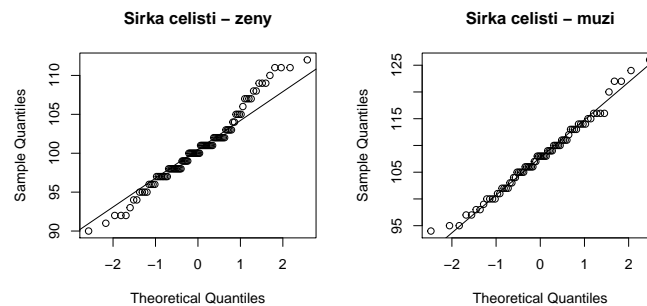 Sirka celisti − zeny
Sample Quantiles
90 95 100 105 110
−2 −1 0 1 2
Theoretical Quantiles
Sirka celisti − muzi
Sample Quantiles
95 105 115 125
−2 −1 0 1 2
Theoretical Quantiles